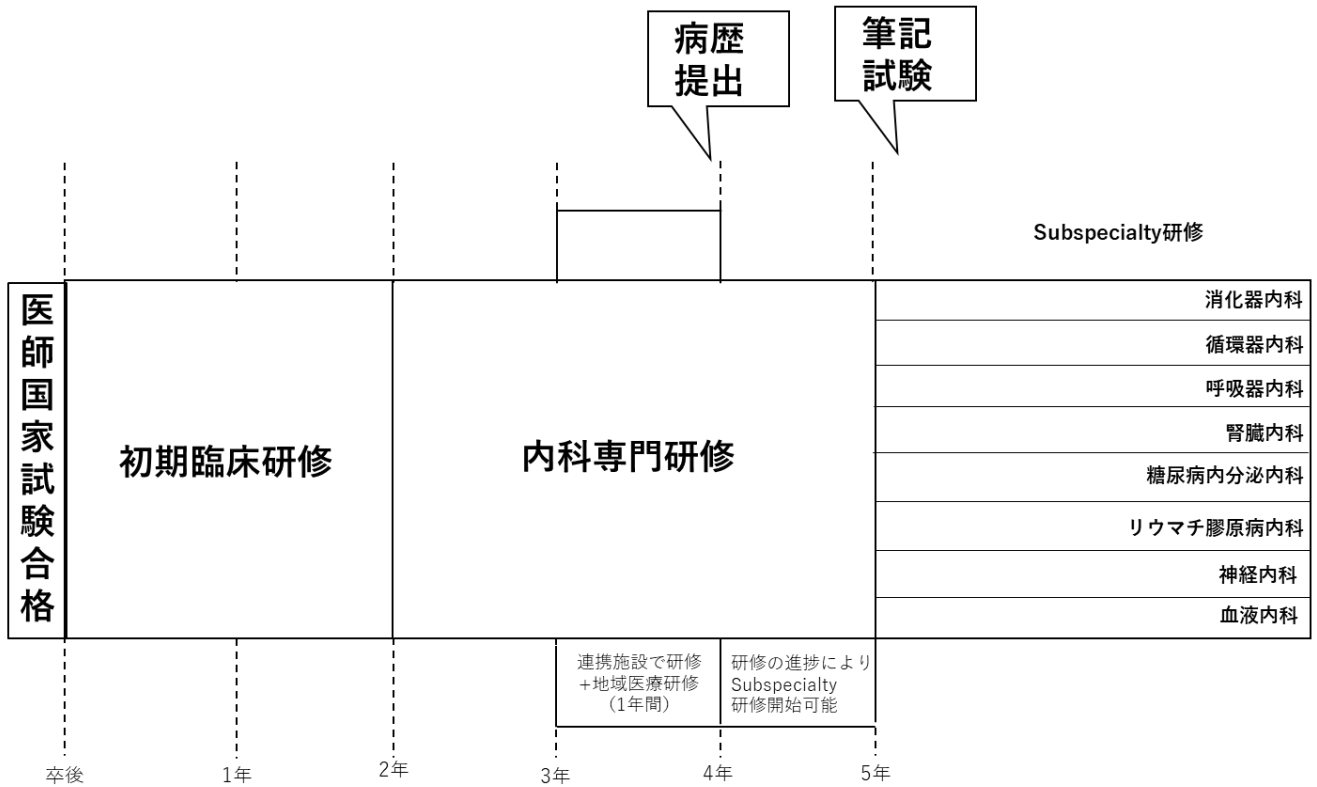 病歴
提出
筆記
試験
Subspecialty研修
医師国家試験合格
初期臨床研修
内科専門研修
消化器内科
循環器内科
呼吸器内科
腎臓内科
糖尿病内分泌内科
リウマチ膠原病内科
神経内科
血液内科
連携施設で研修
+地域医療研修
（1年間）
研修の進捗により
Subspecialty
研修開始可能
卒後
1年
2年
3年
4年
5年